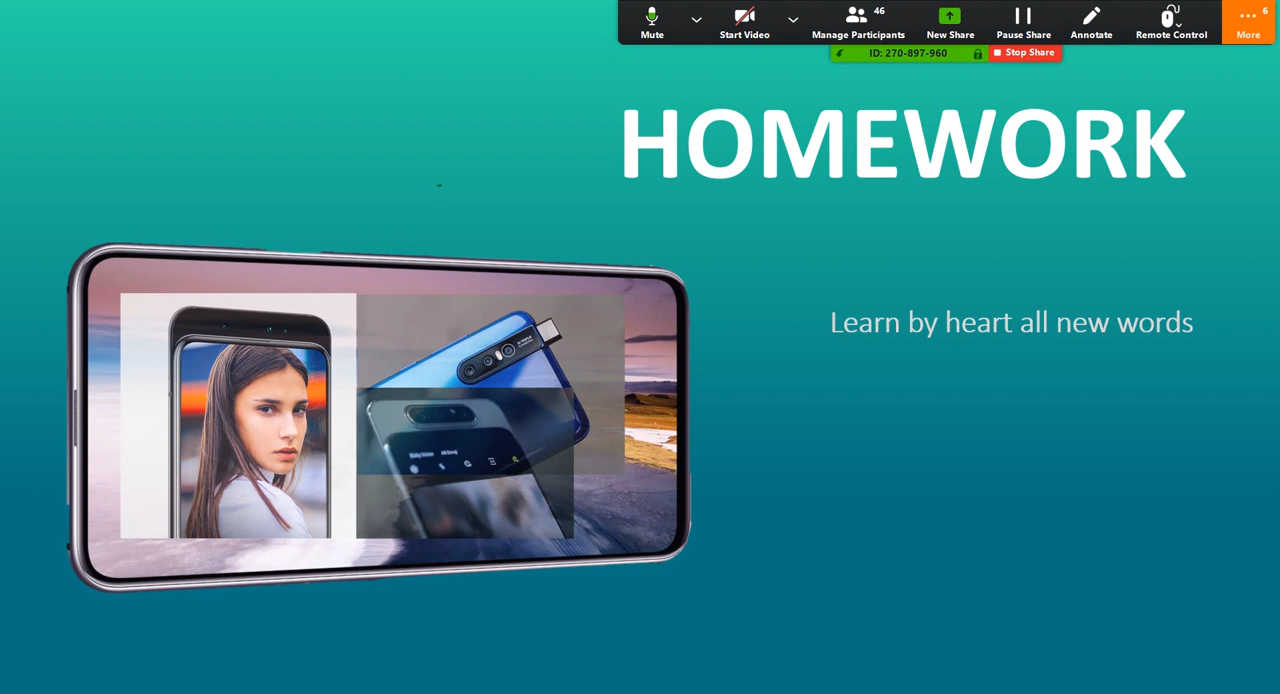 46
6
Mute
Start Video
Manage Participants
New Share
Pause Share
Annotate
Remote Control
More
ID: 270-897-960
Stop Share
HOMEWORK
Learn by heart all new words